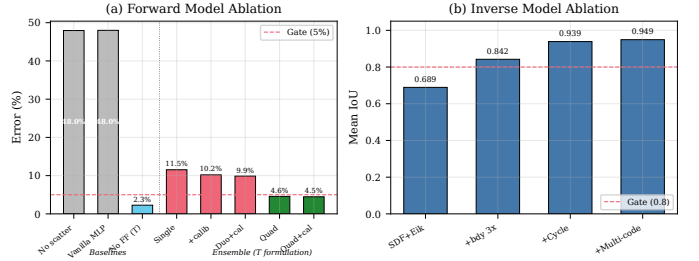 (a) Forward Model Ablation
Error (%)
50
40
30
20
10
0
Gate (5%)
48.0%
48.0%
2.3%
11.5%
10.2%
9.9%
4.6%
4.5%
No scatter
Vanilla MLP
No FF (T)
Single
+calib
Duo+cal
Quad
Quad+cal
Baselines
Ensemble (T formulation)
(b) Inverse Model Ablation
Mean IoU
1.0
0.8
0.6
0.4
0.2
0.0
0.689
0.842
0.939
0.949
Gate (0.8)
SDF+Eik
+bdy 3x
+Cycle
+Multi-code